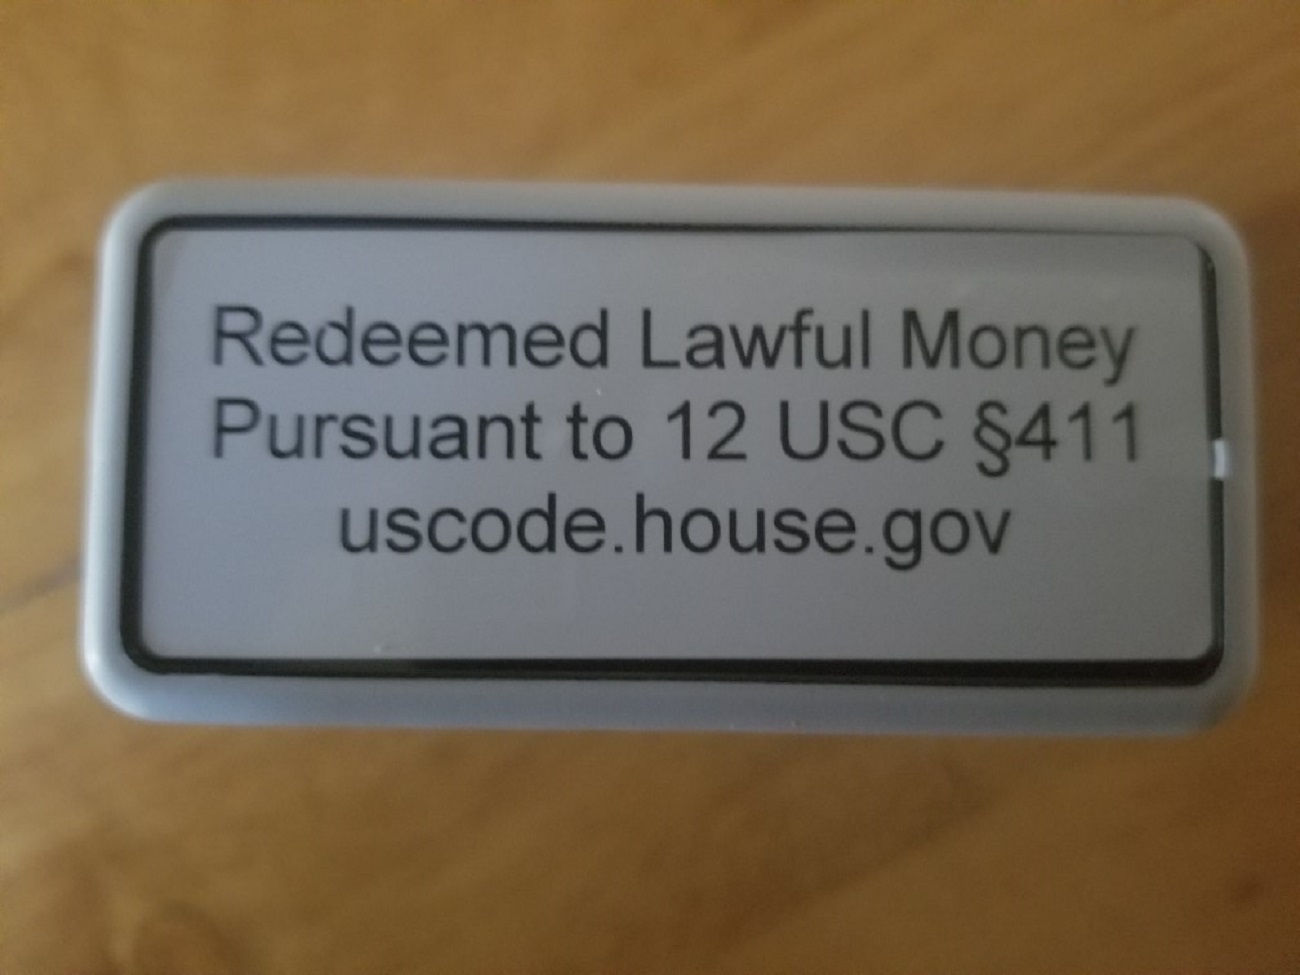 Redeemed Lawful Money
Pursuant to 12 USC §411
uscode.house.gov